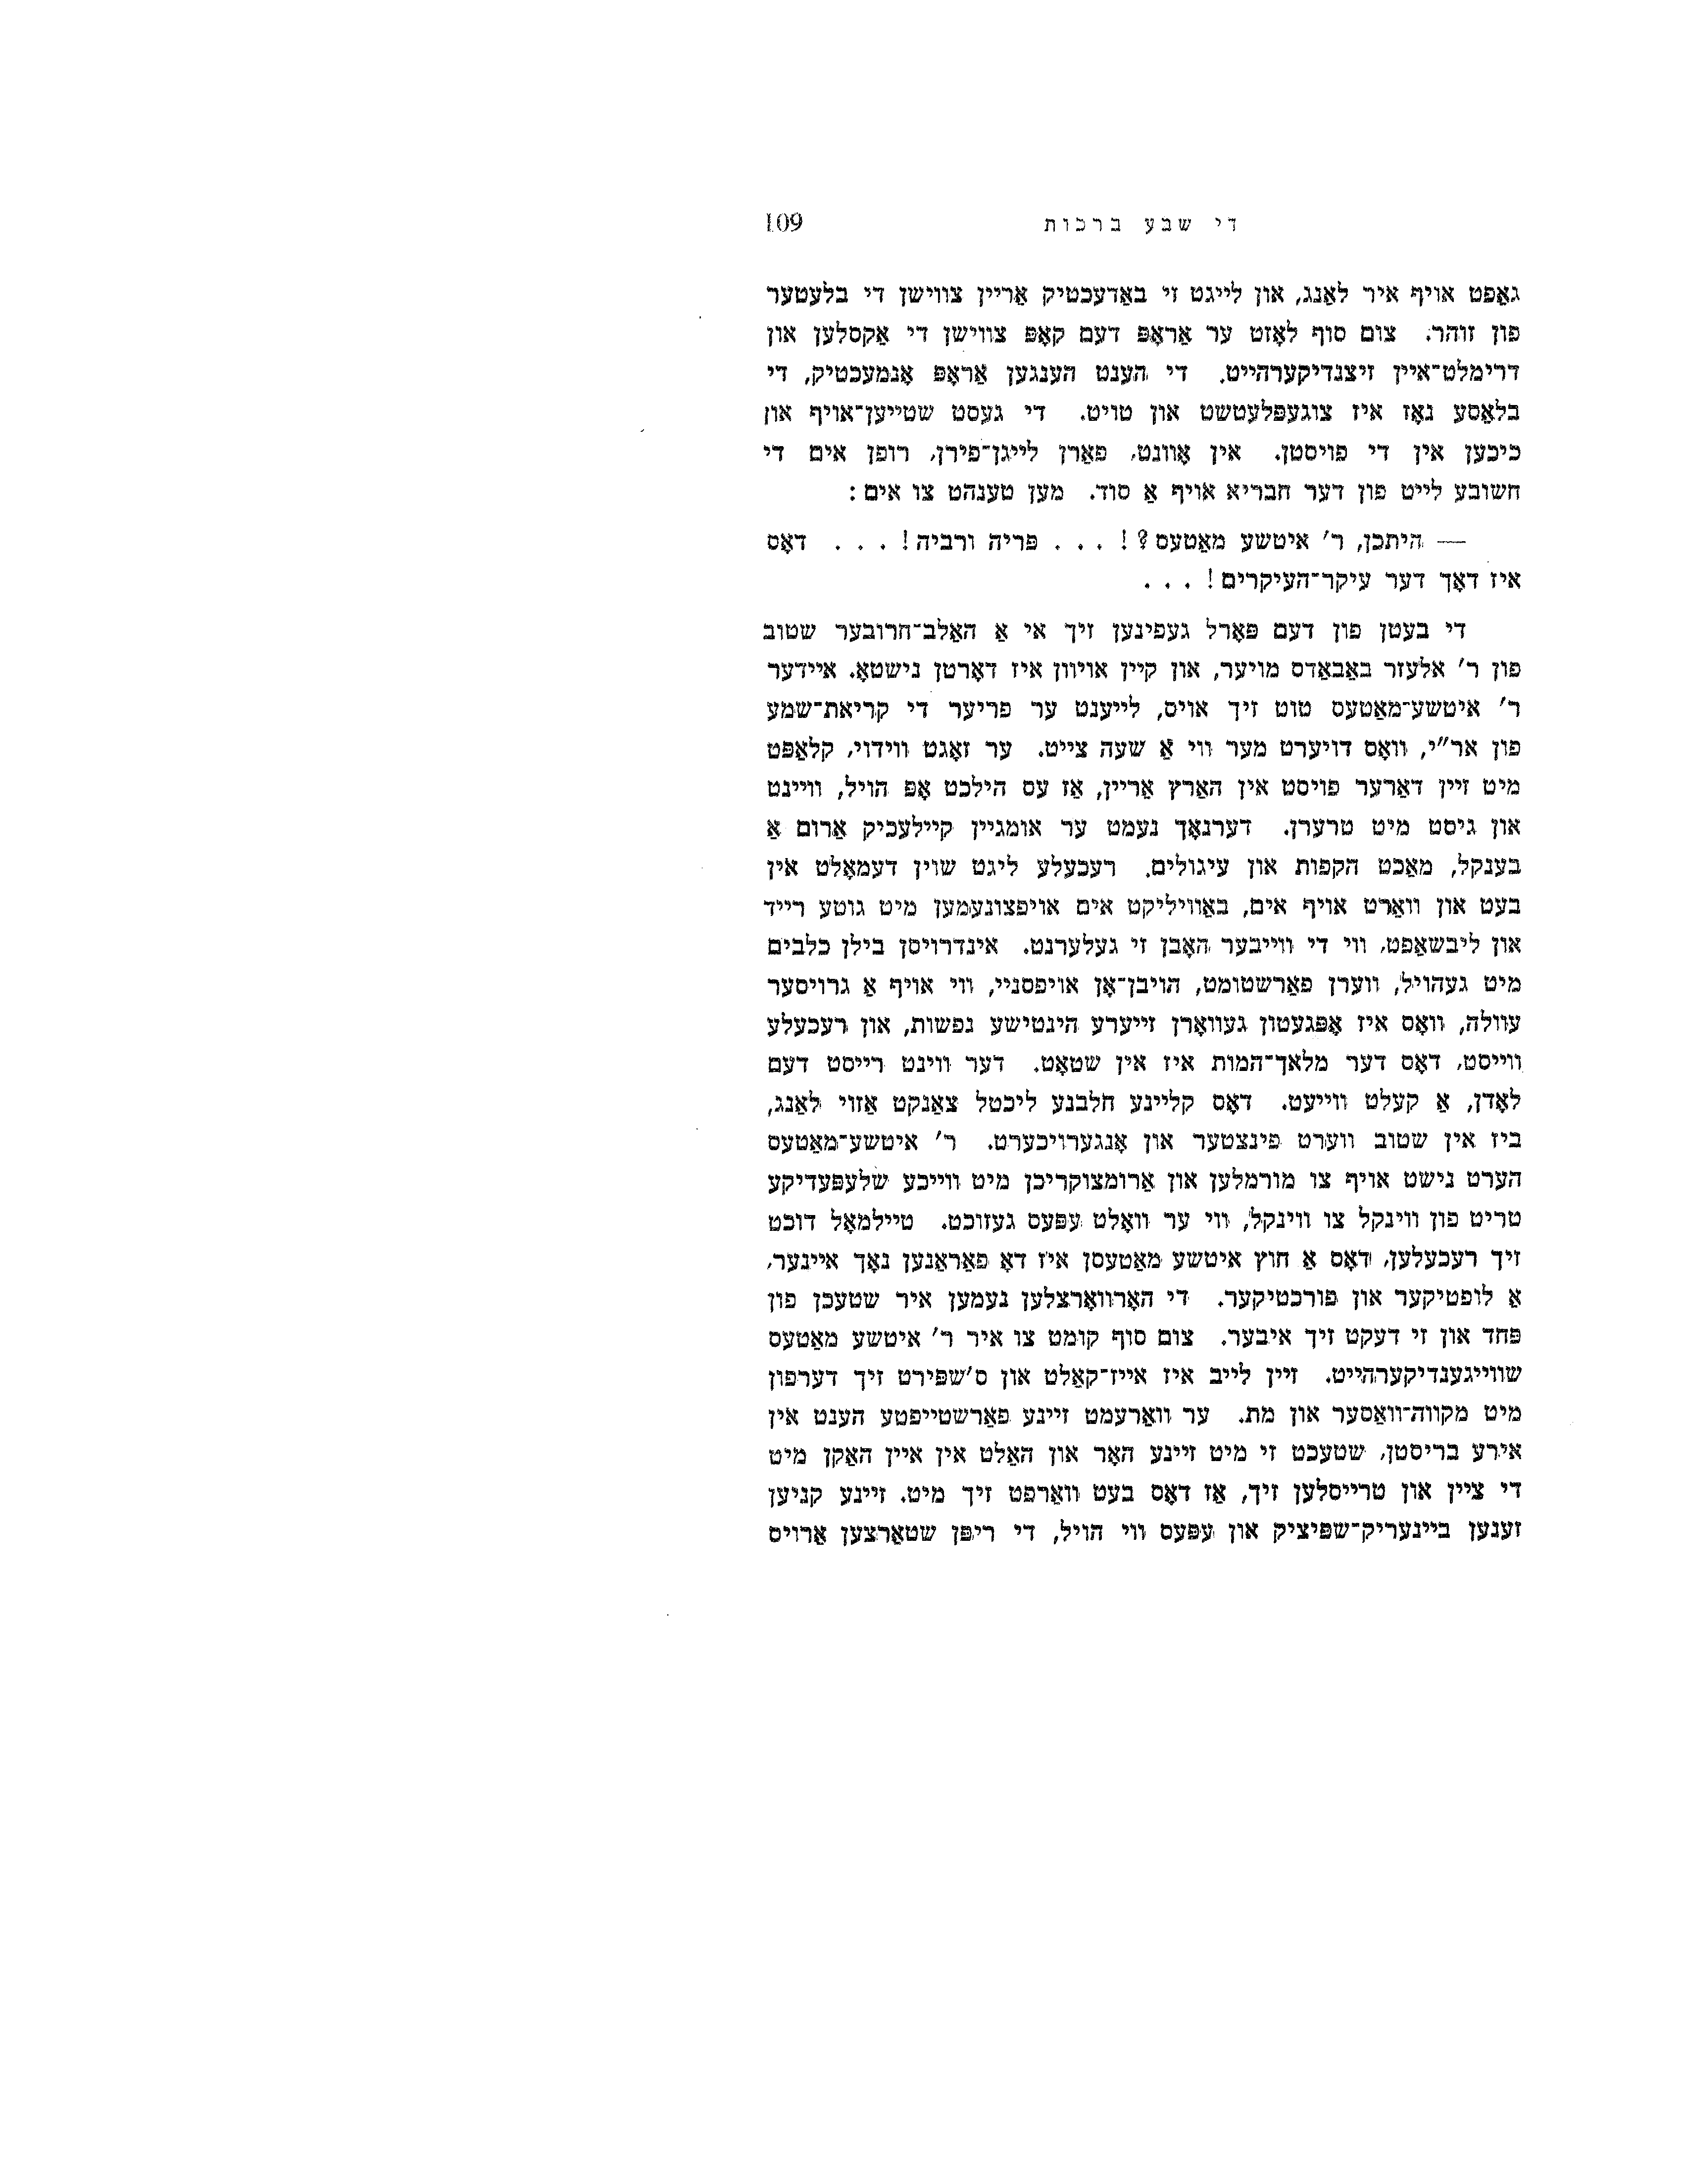 די שבע ברכות 109
גאַפט אויף איר לאַנג, און לייגט זי באַדעכטיק אַריין צווישן די בלעטער
פון זוהר. צום סוף לאָזט ער אַראָפּ דעם קאָפּ צווישן די אַקסלען און
דרימלט־איין זיצנדיקערהייט. די הענט הענגען אַראָפּ אָנמעכטיק, די
בלאַסע נאָז איז צוגעפּלעטשט און טויט. די געסט שטייען־אויף און
כיכען אין די פויסטן. אין אָוונט, פאַרן לייגן־פירן, רופן אים די
חשובע לייט פון דער חבריא אויף אַ סוד. מען טענהט צו אים:
— היתכן, ר' איטשע מאַטעס?! ... פּריה ורביה! ... דאָס
איז דאָך דער עיקר־העיקרים! ...
די בעטן פון דעם פּאָרל געפינען זיך אי אַ האַלב־חרובער שטוב
פון ר' אלעזר באַבאַדס מויער, און קיין אויוון איז דאָרטן נישטאָ. איידער
ר' איטשע־מאַטעס טוט זיך אויס, לייענט ער פריער די קריאת־שמע
פון אר"י, וואָס דויערט מער ווי אַ שעה צייט. ער זאָגט ווידוי, קלאַפּט
מיט זיין דאַרער פויסט אין האַרץ אַריין, אַז עס הילכט אָפּ הויל, וויינט
און גיסט מיט טרערן. דערנאָך נעמט ער אומגיין קיילעכיק אַרום אַ
בענקל, מאַכט הקפות און עיגולים. רעכעלע ליגט שוין דעמאָלט אין
בעט און וואַרט אויף אים, באַוויליקט אים אויפצונעמען מיט גוטע רייד
און ליבשאַפט, ווי די ווייבער האָבן זי געלערנט. אינדרויסן בילן כלבים
מיט געהויל, ווערן פאַרשטומט, הויבן־אָן אויפסניי, ווי אויף אַ גרויסער
עוולה, וואָס איז אָפּגעטון געוואָרן זייערע הינטישע נפשות, און רעכעלע
ווייסט, דאָס דער מלאך־המות איז אין שטאָט. דער ווינט רייסט דעם
לאָדן, אַ קעלט ווייעט. דאָס קליינע חלבנע ליכטל צאַנקט אַזוי לאַנג,
ביז אין שטוב ווערט פינצטער און אָנגערויכערט. ר' איטשע־מאַטעס
הערט נישט אויף צו מורמלען און אַרומצוקריכן מיט ווייכע שלעפּעדיקע
טריט פון ווינקל צו ווינקל, ווי ער וואָלט עפּעס געזוכט. טיילמאָל דוכט
זיך רעכעלען, דאָס אַ חוץ איטשע מאַטעסן איז דאָ פאַראַנען נאָך איינער,
אַ לופטיקער און פורכטיקער. די האָרוואָרצלען נעמען איר שטעכן פון
פּחד און זי דעקט זיך איבער. צום סוף קומט צו איר ר' איטשע מאַטעס
שווייגענדיקערהייט. זיין לייב איז אייז־קאַלט און ס'שפּירט זיך דערפון
מיט מקווה־וואַסער און מת. ער וואַרעמט זיינע פאַרשטייפטע הענט אין
אירע בריסטן, שטעכט זי מיט זיינע האָר און האַלט אין איין האַקן מיט
די ציין און טרייסלען זיך, אַז דאָס בעט וואַרפט זיך מיט. זיינע קניען
זענען ביינעריק־שפּיציק און עפּעס ווי הויל, די ריפּן שטאַרצען אַרויס